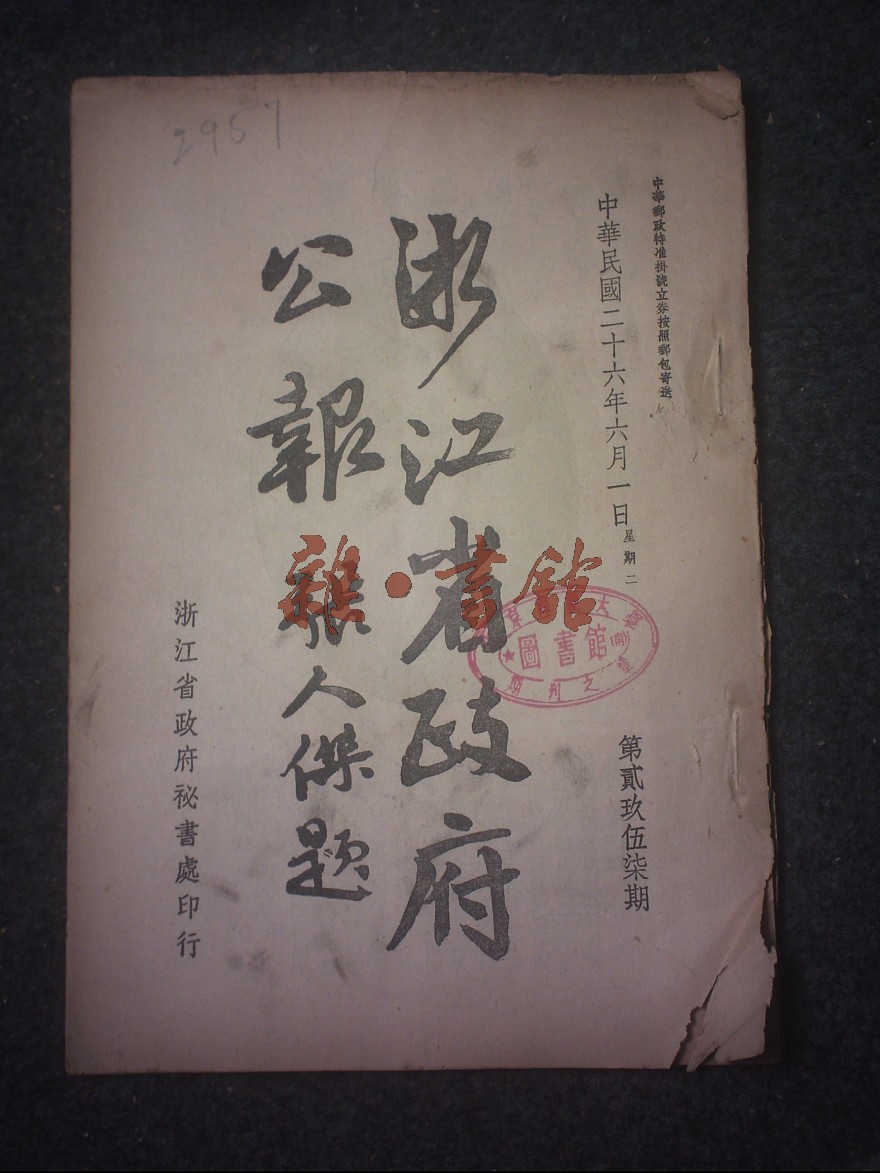 中華郵政特准掛號立券按照郵包寄送
中華民國二十六年六月一日星期二
第貳玖伍柒期
浙江省政府
公報
張人傑題
浙江省政府祕書處印行
2957
雜·書館
圖書館